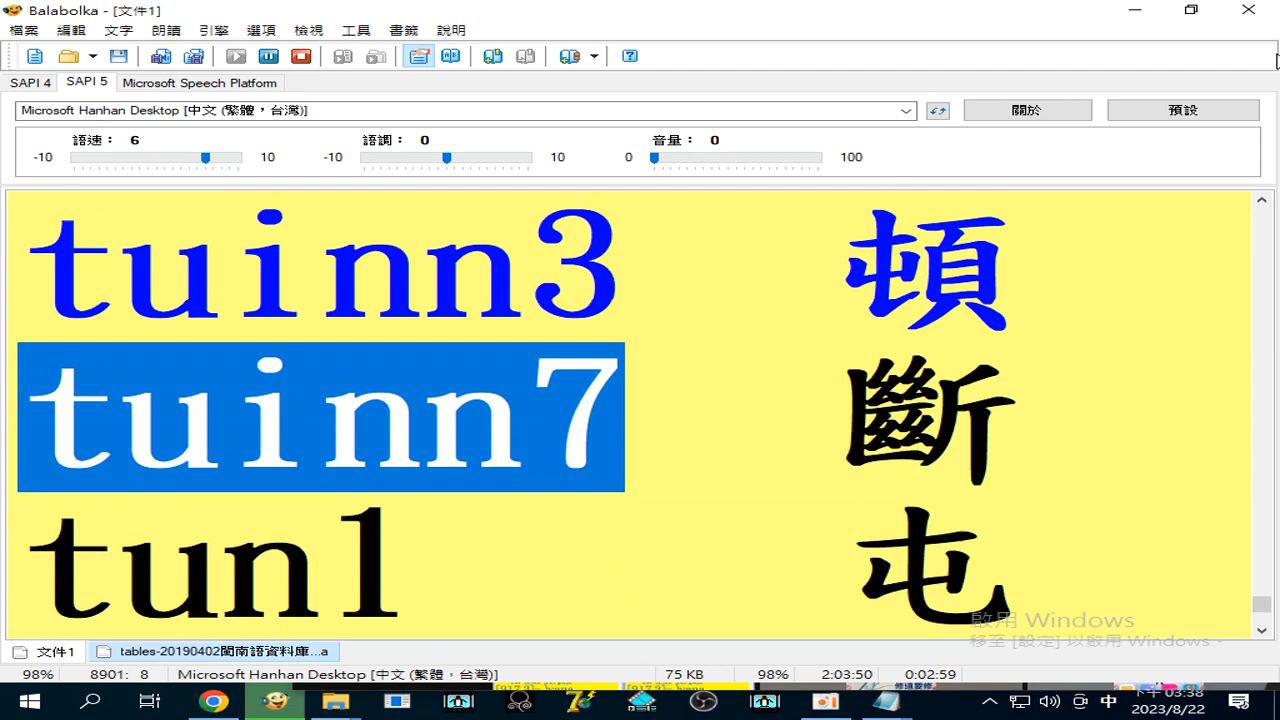 Balabolka - [文件1]
檔案 編輯 文字 朗讀 引擎 選項 檢視 工具 書籤 說明
SAPI 4 SAPI 5 Microsoft Speech Platform
Microsoft Hanhan Desktop [中文 (繁體，台灣)] 關於 預設
語速： 6 語調： 0 音量： 0
-10 10 -10 10 0 100
tuinn3 頓
tuinn7 斷
tun1 屯
啟用 Windows
移至 [設定] 以啟用 Windows。
文件1 tables-20190402閩南語資料庫...a
98% 8901: 8 Microsoft Hanhan Desktop [中文 (繁體，台灣)] 75 KB 98% 2:03:50 0:02:59
中 下午 03:38
2023/8/22